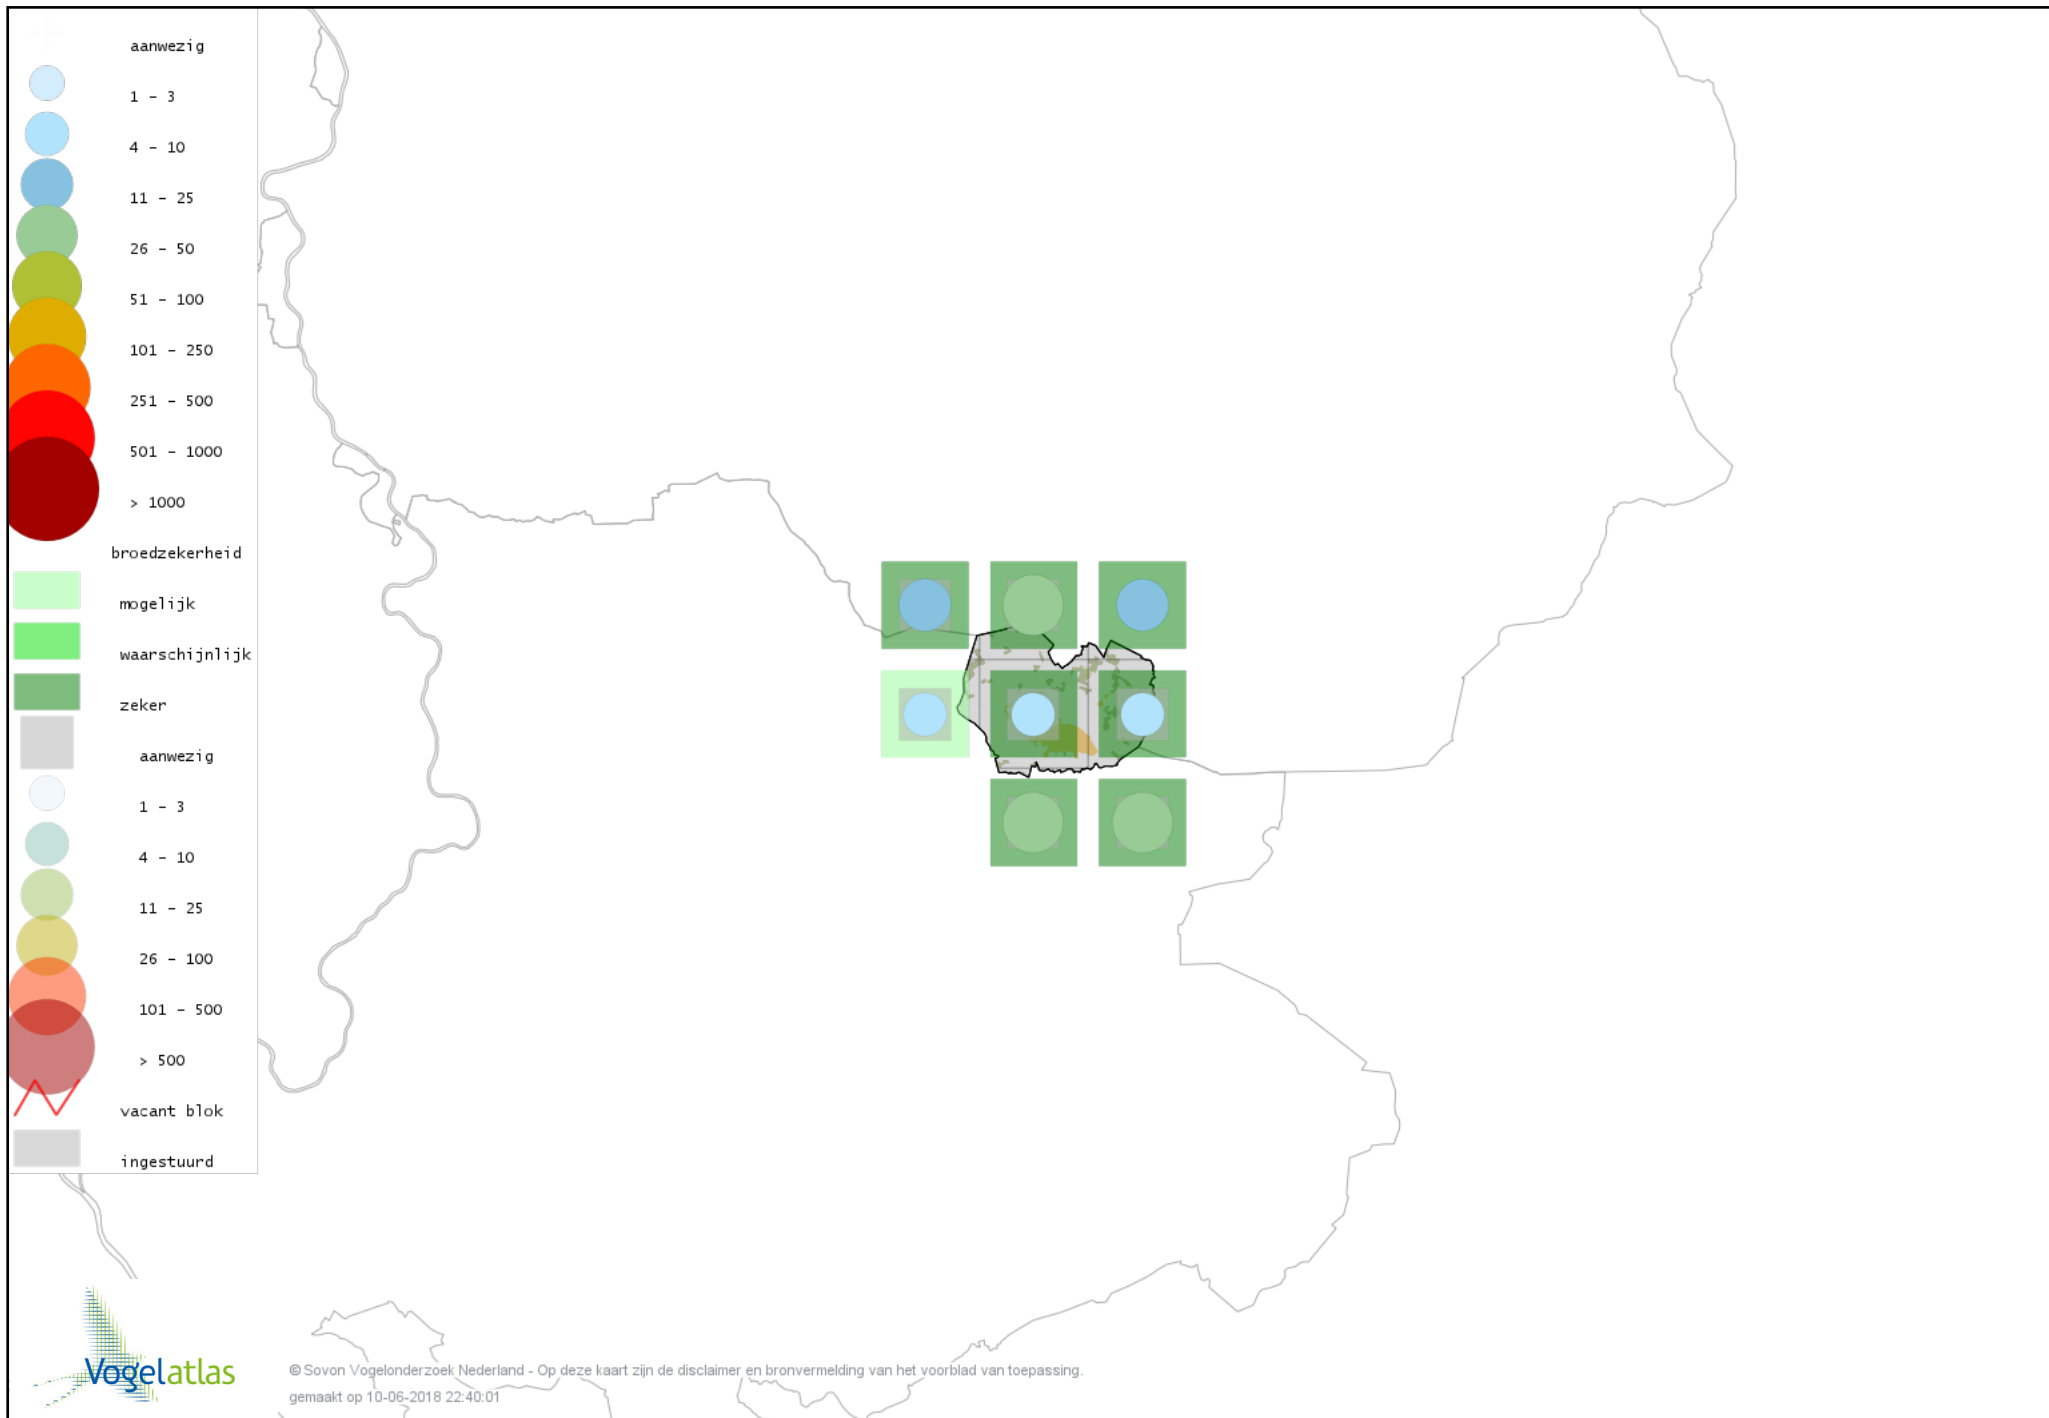 aanwezig
1 - 3
4 - 10
11 - 25
26 - 50
51 - 100
101 - 250
251 - 500
501 - 1000
> 1000
broedzekerheid
mogelijk
waarschijnlijk
zeker
aanwezig
1 - 3
4 - 10
11 - 25
26 - 100
101 - 500
> 500
vacant blok
ingestuurd
Vogelatlas
© Sovon Vogelonderzoek Nederland - Op deze kaart zijn de disclaimer en bronvermelding van het voorblad van toepassing.
gemaakt op 10-06-2018 22:40:01